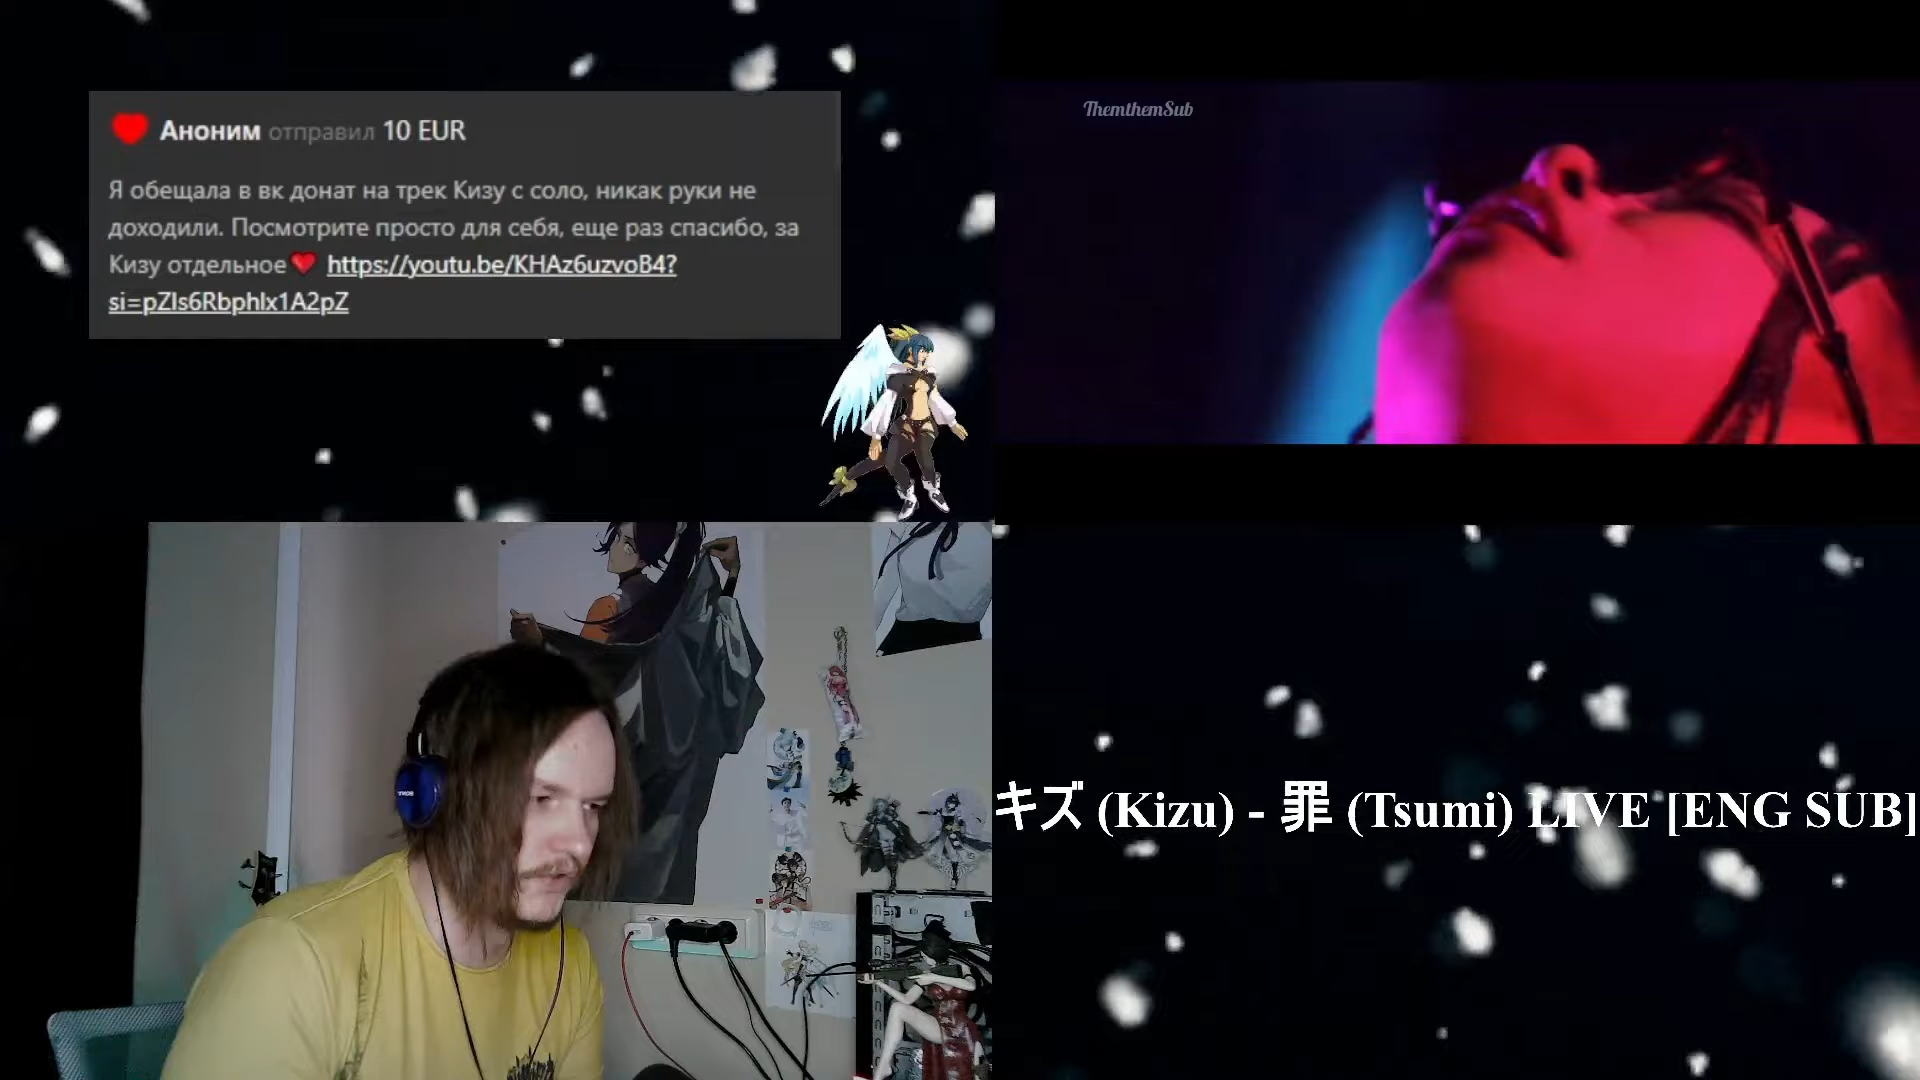 Аноним отправил 10 EUR
Я обещала в вк донат на трек Кизу с соло, никак руки не
доходили. Посмотрите просто для себя, еще раз спасибо, за
Кизу отдельное❤ https://youtu.be/KHAz6uzvoB4?
si=pZIs6Rbphlx1A2pZ
ThemthemSub
キズ (Kizu) - 罪 (Tsumi) LIVE [ENG SUB]